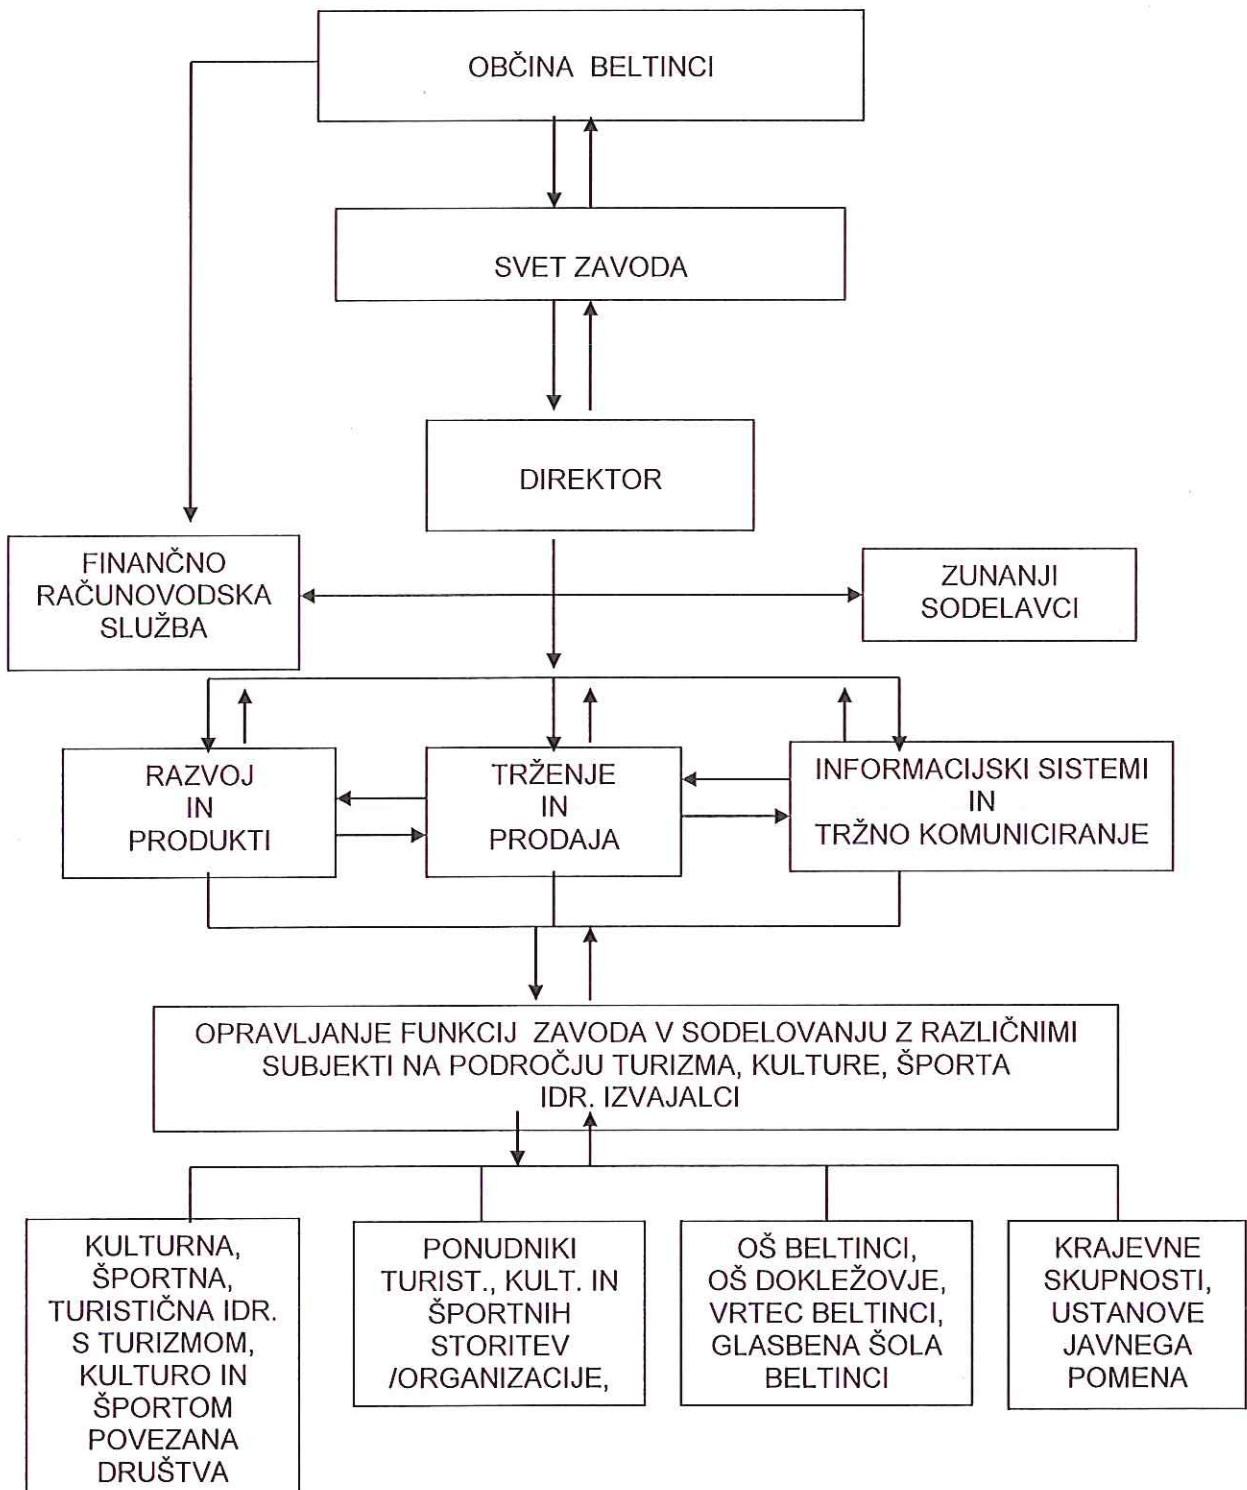 OBČINA BELTINCI
SVET ZAVODA
DIREKTOR
FINANČNO
RAČUNOVODSKA
SLUŽBA
ZUNANJI
SODELAVCI
RAZVOJ
IN
PRODUKTI
TRŽENJE
IN
PRODAJA
INFORMACIJSKI SISTEMI
IN
TRŽNO KOMUNICIRANJE
OPRAVLJANJE FUNKCIJ ZAVODA V SODELOVANJU Z RAZLIČNIMI
SUBJEKTI NA PODROČJU TURIZMA, KULTURE, ŠPORTA
IDR. IZVAJALCI
KULTURNA,
ŠPORTNA,
TURISTIČNA IDR.
S TURIZMOM,
KULTURO IN
ŠPORTOM
POVEZANA
DRUŠTVA
PONUDNIKI
TURIST., KULT. IN
ŠPORTNIH
STORITEV
/ORGANIZACIJE,
OŠ BELTINCI,
OŠ DOKLEŽOVJE,
VRTEC BELTINCI,
GLASBENA ŠOLA
BELTINCI
KRAJEVNE
SKUPNOSTI,
USTANOVE
JAVNEGA
POMENA